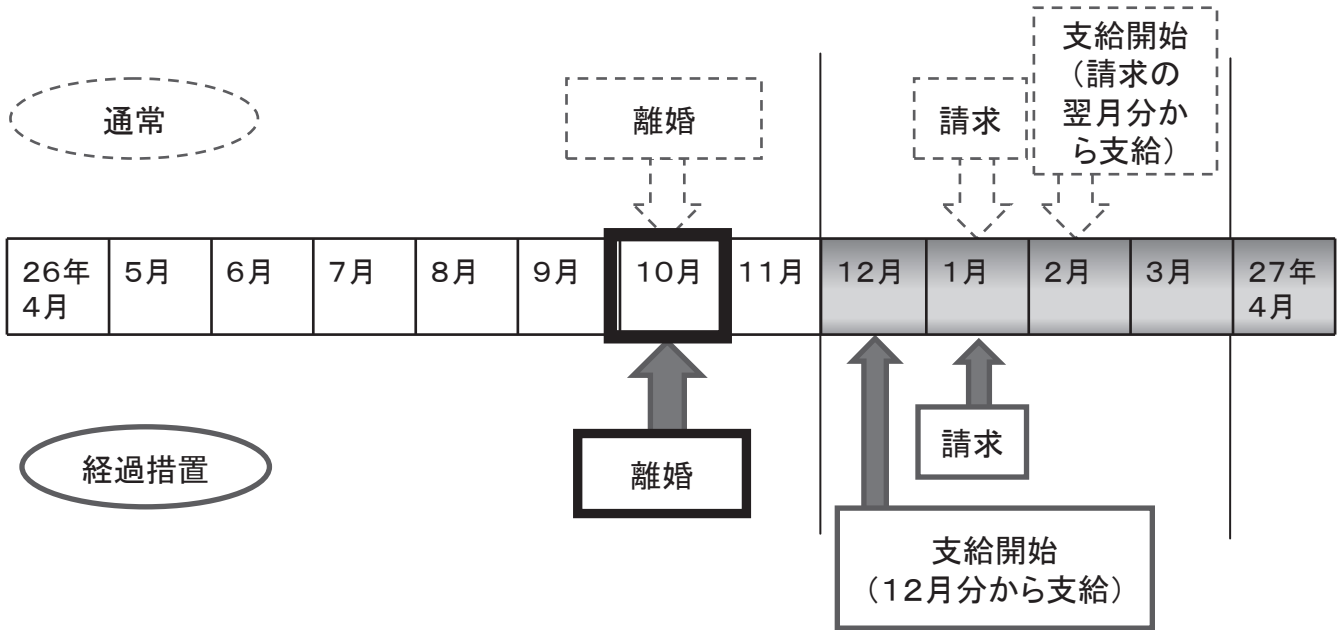 通常
離婚
請求
支給開始
（請求の
翌月分か
ら支給）
26年
4月
5月
6月
7月
8月
9月
10月
11月
12月
1月
2月
3月
27年
4月
経過措置
離婚
請求
支給開始
（12月分から支給）